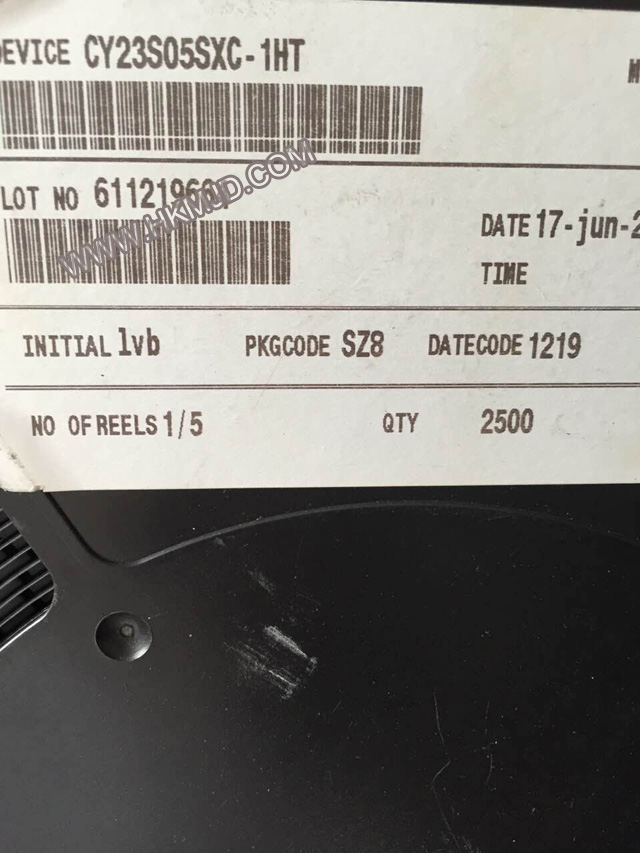 DEVICE CY23S05SXC-1HT
LOT NO
WWW.HKMJD.COM
DATE 17-jun-2
TIME
INITIAL lvb PKGCODE SZ8 DATECODE 1219
NO OF REELS 1/5 QTY 2500